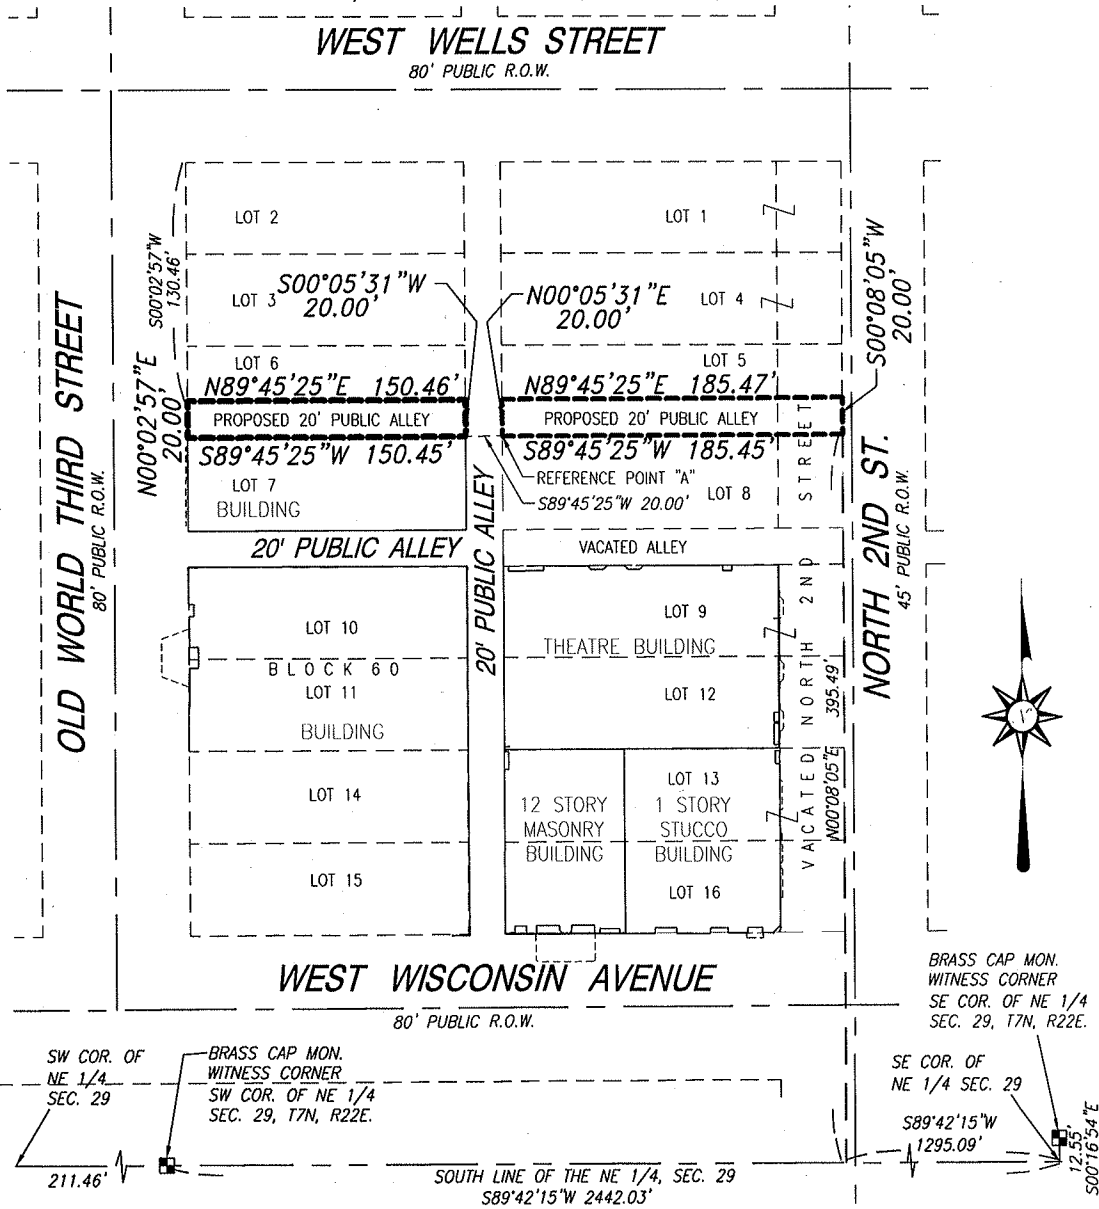 WEST WELLS STREET
80' PUBLIC R.O.W.
LOT 2
LOT 1
S00°02'57"W
130.46'
LOT 3
S00°05'31"W
20.00'
N00°05'31"E
20.00'
LOT 4
S00°08'05"W
20.00'
LOT 6
LOT 5
N89°45'25"E 150.46'
N89°45'25"E 185.47'
N00°02'57"E
20.00'
PROPOSED 20' PUBLIC ALLEY
PROPOSED 20' PUBLIC ALLEY
S89°45'25"W 150.45'
S89°45'25"W 185.45'
REFERENCE POINT "A"
S89°45'25"W 20.00'
LOT 7
BUILDING
LOT 8
OLD WORLD THIRD STREET
80' PUBLIC R.O.W.
20' PUBLIC ALLEY
20' PUBLIC ALLEY
VACATED ALLEY
NORTH 2ND ST.
45' PUBLIC R.O.W.
VACATED NORTH 2ND STREET
N00°08'05"E 395.49'
LOT 10
BLOCK 60
LOT 11
BUILDING
LOT 9
THEATRE BUILDING
LOT 12
LOT 14
LOT 15
12 STORY
MASONRY
BUILDING
LOT 13
1 STORY
STUCCO
BUILDING
LOT 16
WEST WISCONSIN AVENUE
80' PUBLIC R.O.W.
BRASS CAP MON.
WITNESS CORNER
SE COR. OF NE 1/4
SEC. 29, T7N, R22E.
SW COR. OF
NE 1/4
SEC. 29
BRASS CAP MON.
WITNESS CORNER
SW COR. OF NE 1/4
SEC. 29, T7N, R22E.
SE COR. OF
NE 1/4 SEC. 29
S89°42'15"W
1295.09'
12.55'
S00°16'54"E
211.46'
SOUTH LINE OF THE NE 1/4, SEC. 29
S89°42'15"W 2442.03'